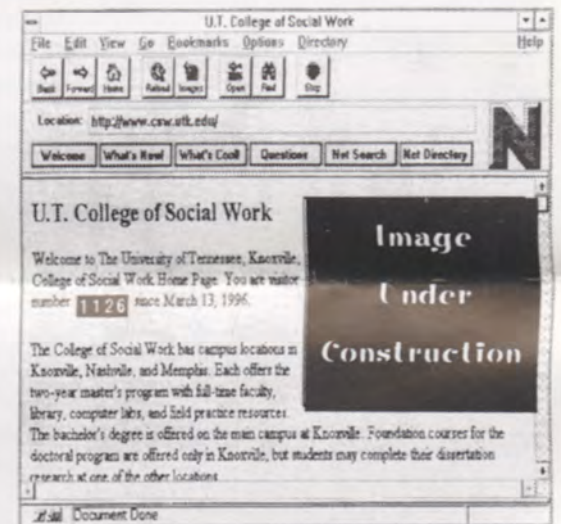 U.T. College of Social Work
File Edit View Go Bookmarks Options Directory Help
Back Forward Home Reload Images Open Find Stop
Location: http://www.csw.utk.edu/
Welcome What's New! What's Cool! Questions Net Search Net Directory
N
U.T. College of Social Work
Welcome to The University of Tennessee, Knoxville,
College of Social Work Home Page. You are visitor
number 1126 since March 13, 1996.
The College of Social Work has campus locations in
Knoxville, Nashville, and Memphis. Each offers the
two-year master's program with full-time faculty,
library, computer labs, and field practice resources.
The bachelor's degree is offered on the main campus at Knoxville. Foundation courses for the
doctoral program are offered only in Knoxville, but students may complete their dissertation
research at one of the other locations.
Image
Under
Construction
Document Done